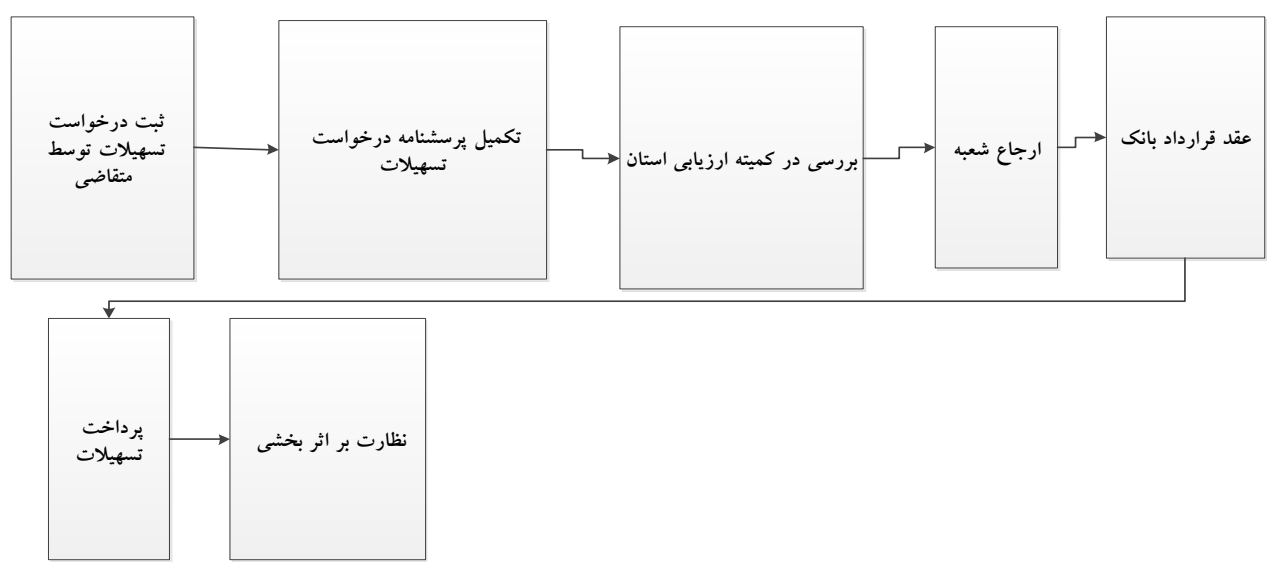 ثبت درخواست
تسهیلات توسط
متقاضی
تکمیل پرسشنامه درخواست
تسهیلات
بررسی در کمیته ارزیابی استان
ارجاع شعبه
عقد قرارداد بانک
پرداخت
تسهیلات
نظارت بر اثر بخشی